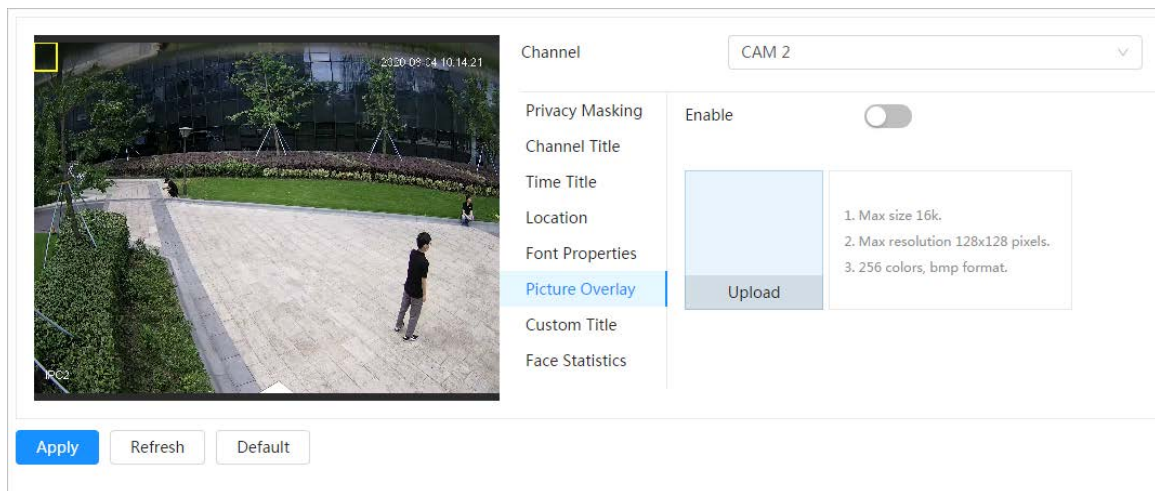 Channel
CAM 2
2020-09-04 10:14:21
Privacy Masking
Enable
Channel Title
Time Title
Location
Font Properties
Picture Overlay
Custom Title
Face Statistics
1. Max size 16k.
2. Max resolution 128x128 pixels.
3. 256 colors, bmp format.
Upload
IPC2
Apply
Refresh
Default